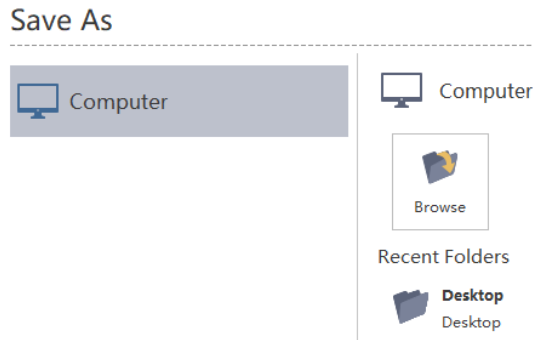 Save As
Computer
Computer
Browse
Recent Folders
Desktop
Desktop